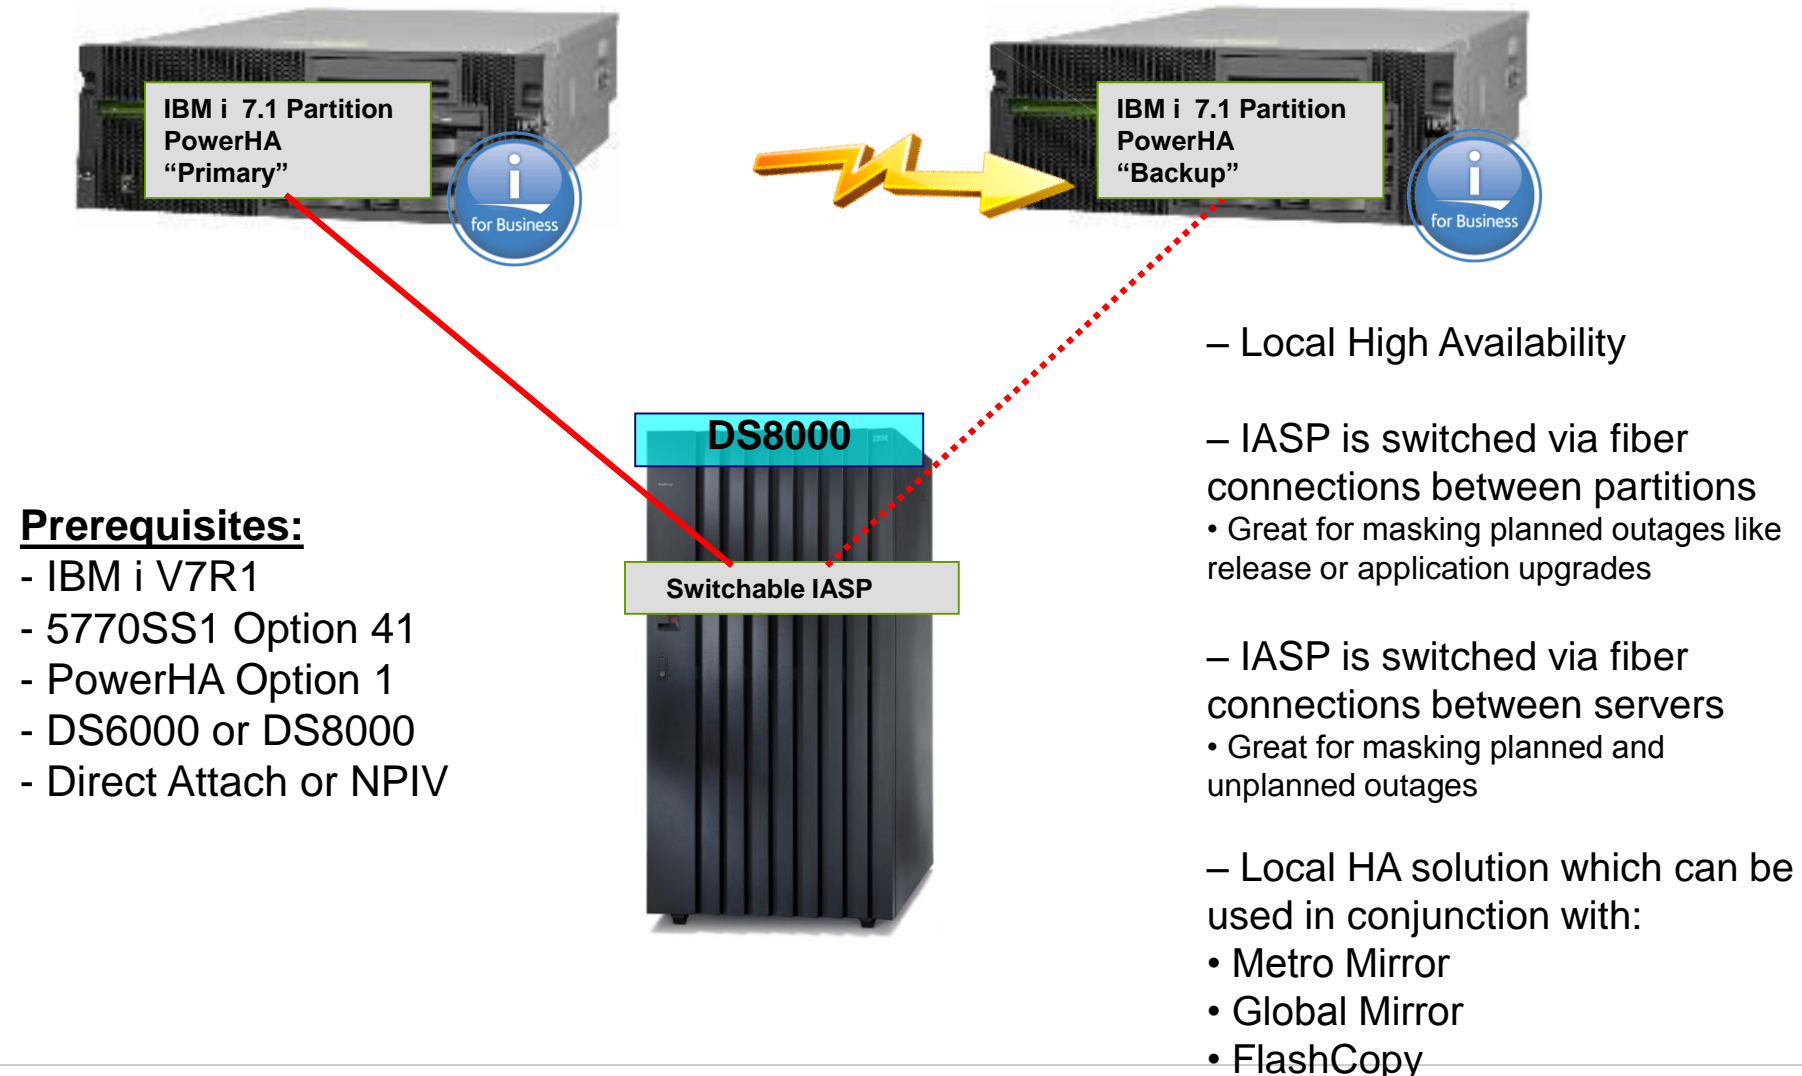 IBM i 7.1 Partition
PowerHA
“Primary”
i
for Business
IBM i 7.1 Partition
PowerHA
“Backup”
i
for Business
DS8000
IBM
Switchable IASP
Prerequisites:
- IBM i V7R1
- 5770SS1 Option 41
- PowerHA Option 1
- DS6000 or DS8000
- Direct Attach or NPIV
– Local High Availability
– IASP is switched via fiber
connections between partitions
• Great for masking planned outages like
release or application upgrades
– IASP is switched via fiber
connections between servers
• Great for masking planned and
unplanned outages
– Local HA solution which can be
used in conjunction with:
• Metro Mirror
• Global Mirror
• FlashCopy